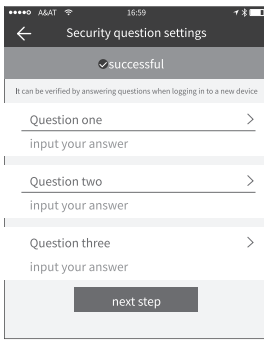 A&AT 16:59
Security question settings
successful
It can be verified by answering questions when logging in to a new device
Question one
input your answer
Question two
input your answer
Question three
input your answer
next step